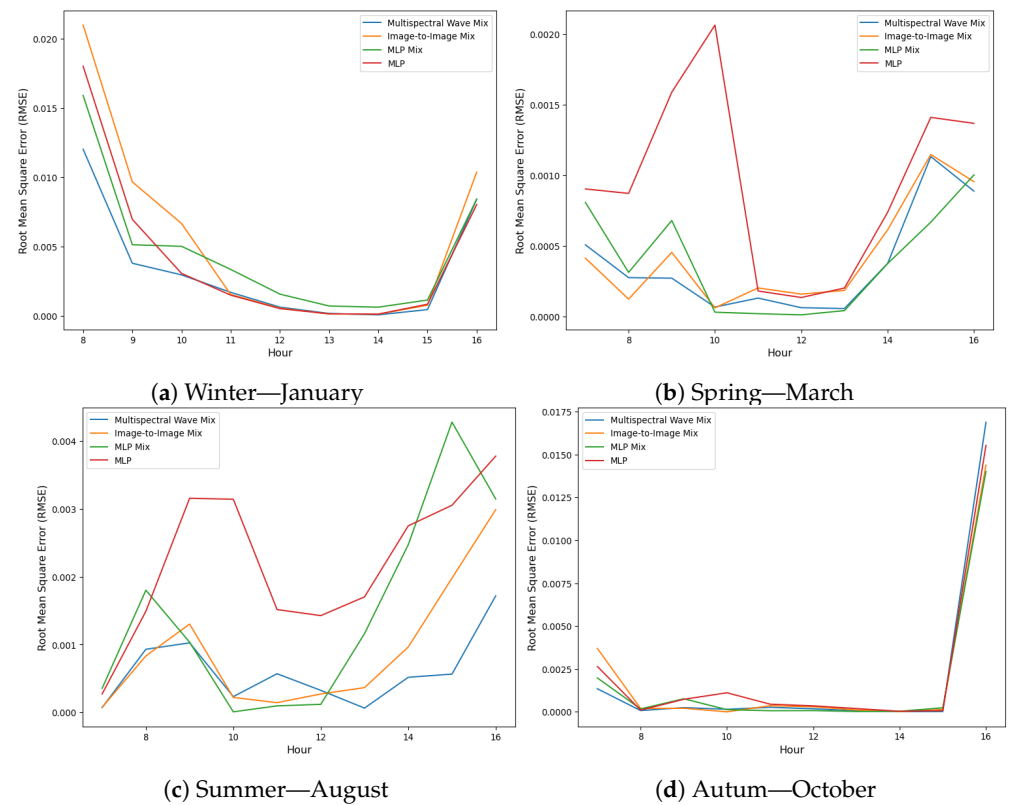 Root Mean Square Error (RMSE)
0.020
0.015
0.010
0.005
0.000
Multispectral Wave Mix
Image-to-Image Mix
MLP Mix
MLP
8 9 10 11 12 13 14 15 16
Hour
(a) Winter—January
Root Mean Square Error (RMSE)
0.0020
0.0015
0.0010
0.0005
0.0000
Multispectral Wave Mix
Image-to-Image Mix
MLP Mix
MLP
8 10 12 14 16
Hour
(b) Spring—March
Root Mean Square Error (RMSE)
0.004
0.003
0.002
0.001
0.000
Multispectral Wave Mix
Image-to-Image Mix
MLP Mix
MLP
8 10 12 14 16
Hour
(c) Summer—August
Root Mean Square Error (RMSE)
0.0175
0.0150
0.0125
0.0100
0.0075
0.0050
0.0025
0.0000
Multispectral Wave Mix
Image-to-Image Mix
MLP Mix
MLP
8 10 12 14 16
Hour
(d) Autum—October